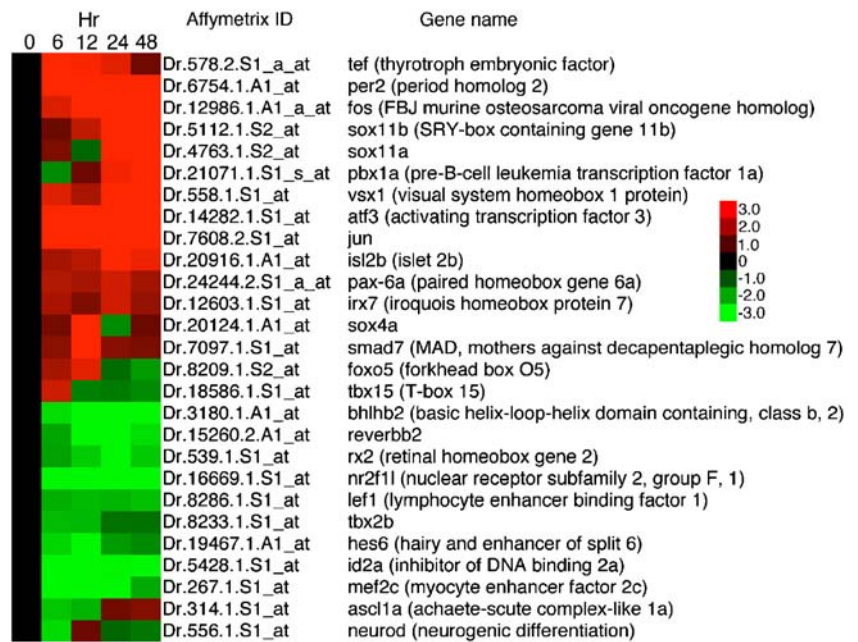 Hr Affymetrix ID Gene name
0 6 12 24 48
Dr.578.2.S1_a_at tef (thyrotroph embryonic factor)
Dr.6754.1.A1_at per2 (period homolog 2)
Dr.12986.1.A1_a_at fos (FBJ murine osteosarcoma viral oncogene homolog)
Dr.5112.1.S2_at sox11b (SRY-box containing gene 11b)
Dr.4763.1.S2_at sox11a
Dr.21071.1.S1_s_at pbx1a (pre-B-cell leukemia transcription factor 1a)
Dr.558.1.S1_at vsx1 (visual system homeobox 1 protein)
Dr.14282.1.S1_at atf3 (activating transcription factor 3)
Dr.7608.2.S1_at jun
Dr.20916.1.A1_at isl2b (islet 2b)
Dr.24244.2.S1_a_at pax-6a (paired homeobox gene 6a)
Dr.12603.1.S1_at irx7 (iroquois homeobox protein 7)
Dr.20124.1.A1_at sox4a
Dr.7097.1.S1_at smad7 (MAD, mothers against decapentaplegic homolog 7)
Dr.8209.1.S2_at foxo5 (forkhead box O5)
Dr.18586.1.S1_at tbx15 (T-box 15)
Dr.3180.1.A1_at bhlhb2 (basic helix-loop-helix domain containing, class b, 2)
Dr.15260.2.A1_at reverbb2
Dr.539.1.S1_at rx2 (retinal homeobox gene 2)
Dr.16669.1.S1_at nr2f1l (nuclear receptor subfamily 2, group F, 1)
Dr.8286.1.S1_at lef1 (lymphocyte enhancer binding factor 1)
Dr.8233.1.S1_at tbx2b
Dr.19467.1.A1_at hes6 (hairy and enhancer of split 6)
Dr.5428.1.S1_at id2a (inhibitor of DNA binding 2a)
Dr.267.1.S1_at mef2c (myocyte enhancer factor 2c)
Dr.314.1.S1_at ascl1a (achaete-scute complex-like 1a)
Dr.556.1.S1_at neurod (neurogenic differentiation)
3.0
2.0
1.0
0
-1.0
-2.0
-3.0